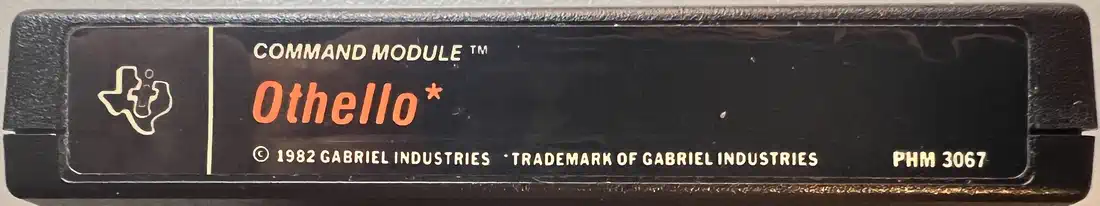 COMMAND MODULE ™
Othello*
© 1982 GABRIEL INDUSTRIES *TRADEMARK OF GABRIEL INDUSTRIES PHM 3067